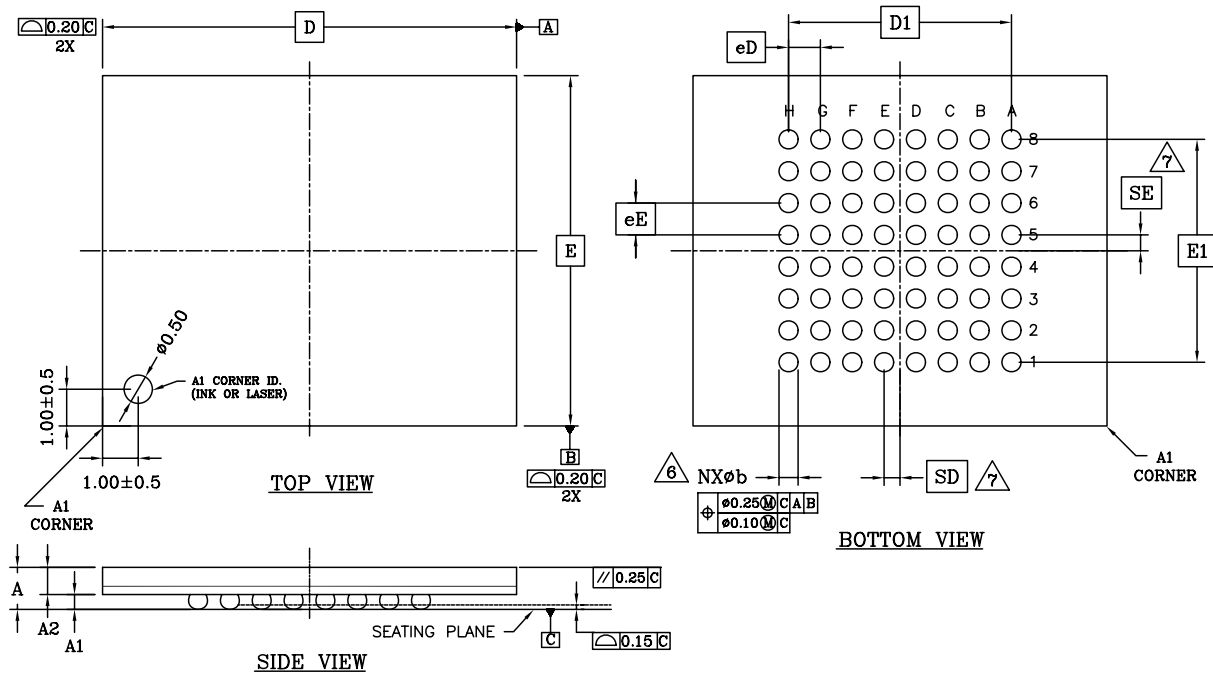 ⌓ 0.20 C
2X
D
A
E
ø0.50
A1 CORNER ID.
(INK OR LASER)
1.00±0.5
1.00±0.5
B
⌓ 0.20 C
2X
TOP VIEW
A1
CORNER
D1
eD
H G F E D C B A
8
7
6
5
4
3
2
1
7
SE
eE
E1
6
NXøb
SD
7
⌖ ø0.25 Ⓜ C A B
ø0.10 Ⓜ C
A1
CORNER
BOTTOM VIEW
A
A2
A1
// 0.25 C
SEATING PLANE
C
⌓ 0.15 C
SIDE VIEW